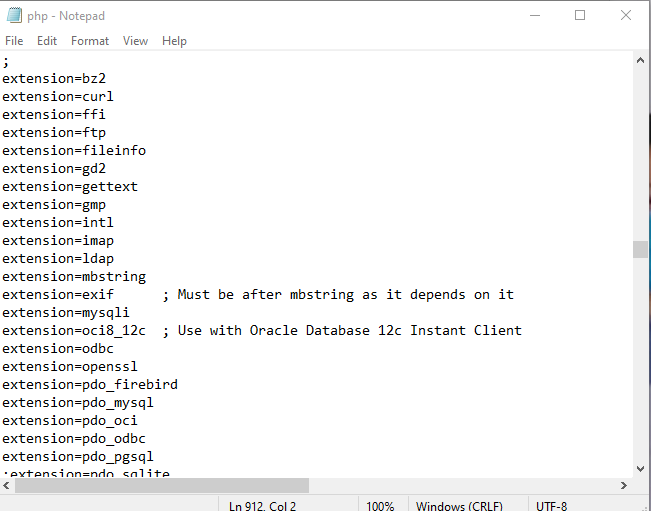 php - Notepad
File Edit Format View Help
;
extension=bz2
extension=curl
extension=ffi
extension=ftp
extension=fileinfo
extension=gd2
extension=gettext
extension=gmp
extension=intl
extension=imap
extension=ldap
extension=mbstring
extension=exif      ; Must be after mbstring as it depends on it
extension=mysqli
extension=oci8_12c  ; Use with Oracle Database 12c Instant Client
extension=odbc
extension=openssl
extension=pdo_firebird
extension=pdo_mysql
extension=pdo_oci
extension=pdo_odbc
extension=pdo_pgsql
;extension=pdo_sqlite
Ln 912, Col 2 100% Windows (CRLF) UTF-8